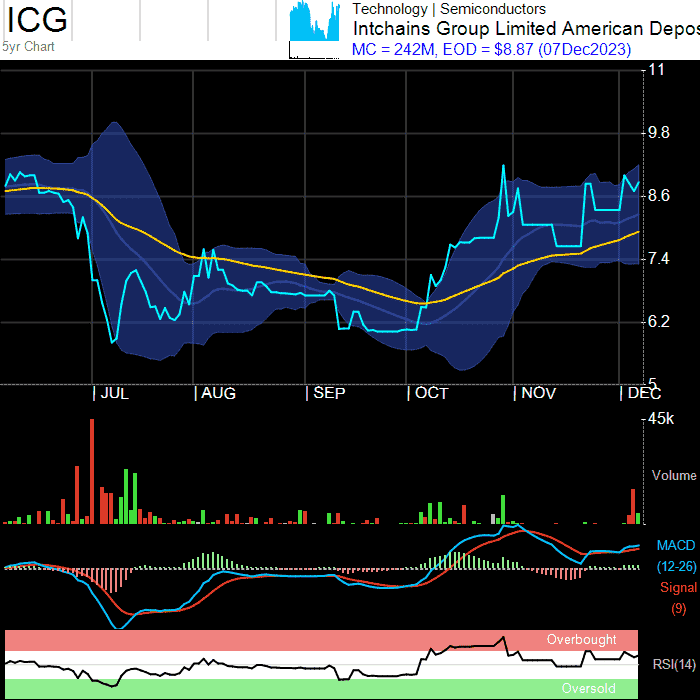 ICG
5yr Chart
Technology | Semiconductors
Intchains Group Limited American Depos
MC = 242M, EOD = $8.87 (07Dec2023)
11
9.8
8.6
7.4
6.2
5
| JUL | AUG | SEP | OCT | NOV | DEC
45k
Volume
MACD
(12-26)
Signal
(9)
Overbought
RSI(14)
Oversold